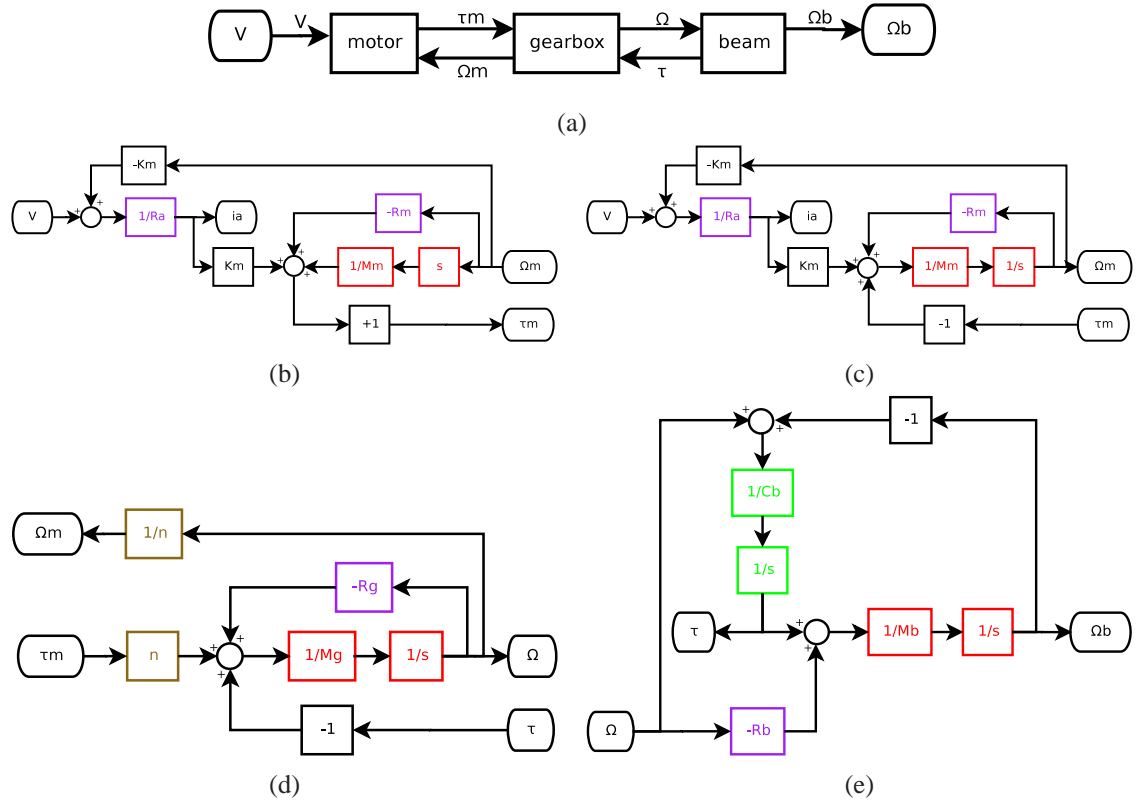 V
V
motor
τm
Ωm
gearbox
Ω
τ
beam
Ωb
Ωb
(a)
-Km
V
+
+
1/Ra
ia
-Rm
Km
+
+
+
1/Mm
s
Ωm
+1
τm
(b)
-Km
V
+
+
1/Ra
ia
-Rm
Km
+
+
+
1/Mm
1/s
Ωm
-1
τm
(c)
Ωm
1/n
-Rg
τm
n
+
+
+
1/Mg
1/s
Ω
-1
τ
(d)
+
+
-1
1/Cb
1/s
τ
+
+
1/Mb
1/s
Ωb
Ω
-Rb
(e)